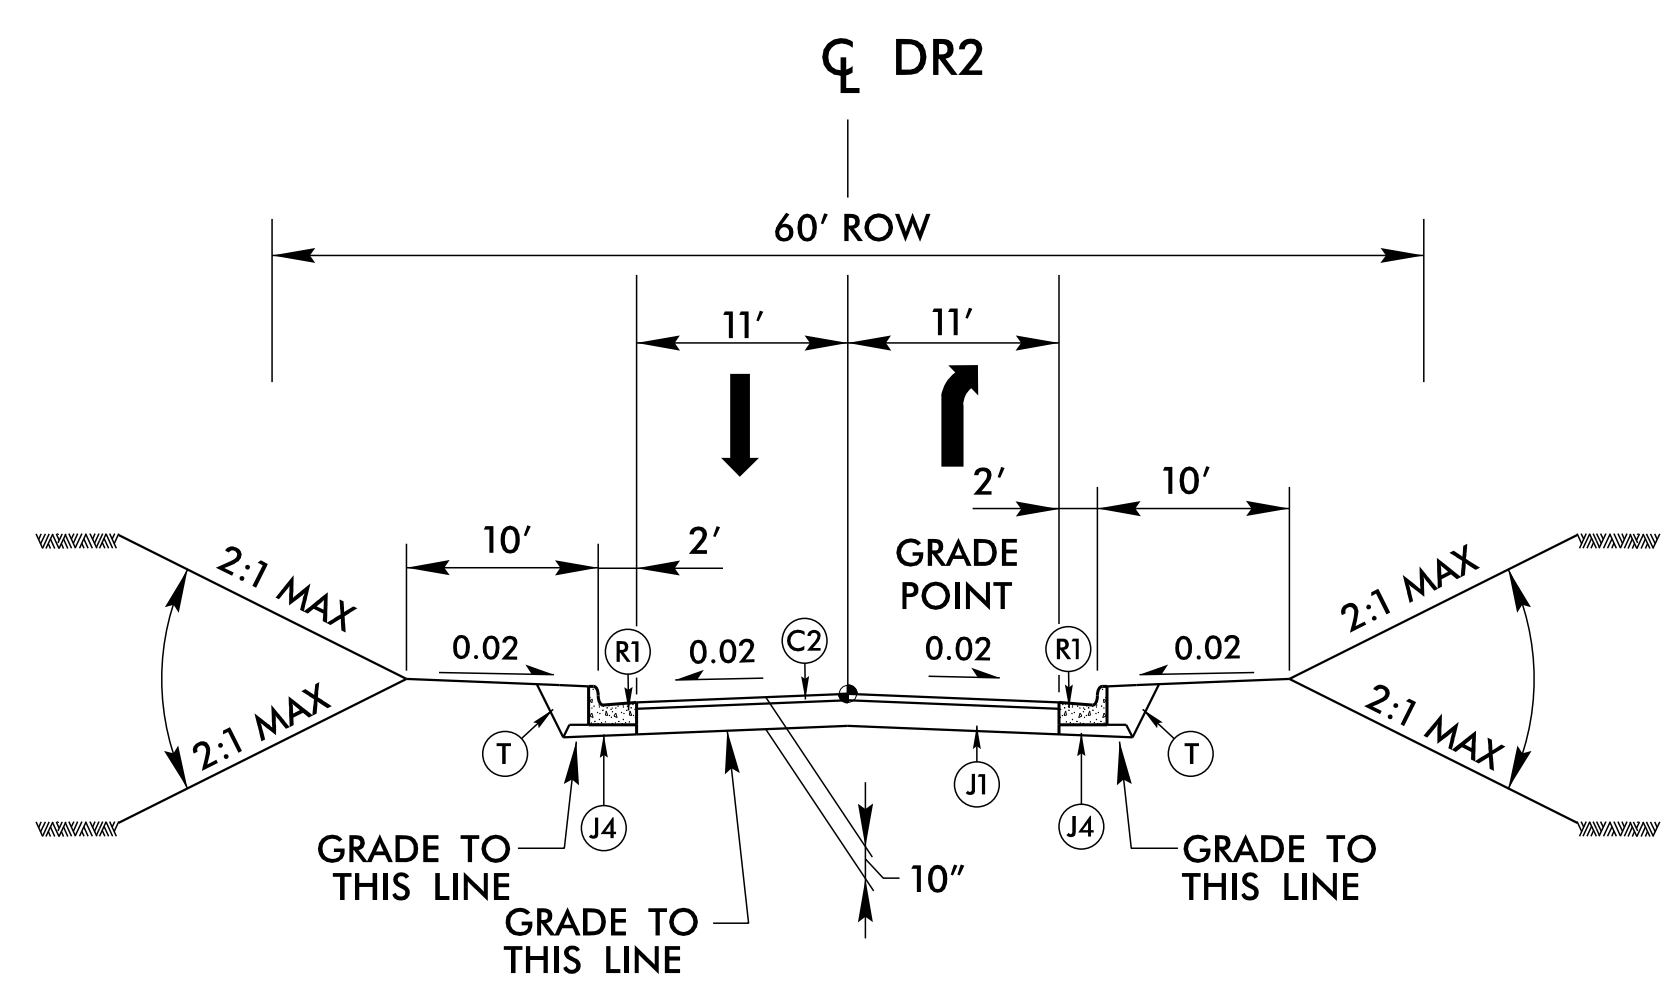 ℄ DR2
60' ROW
11' 11'
2' 10'
10' 2'
GRADE
POINT
2:1 MAX 2:1 MAX
0.02 R1 0.02 C2 0.02 R1 0.02
2:1 MAX 2:1 MAX
T T
J1
J4 J4
GRADE TO
THIS LINE
GRADE TO
THIS LINE
10"
GRADE TO
THIS LINE